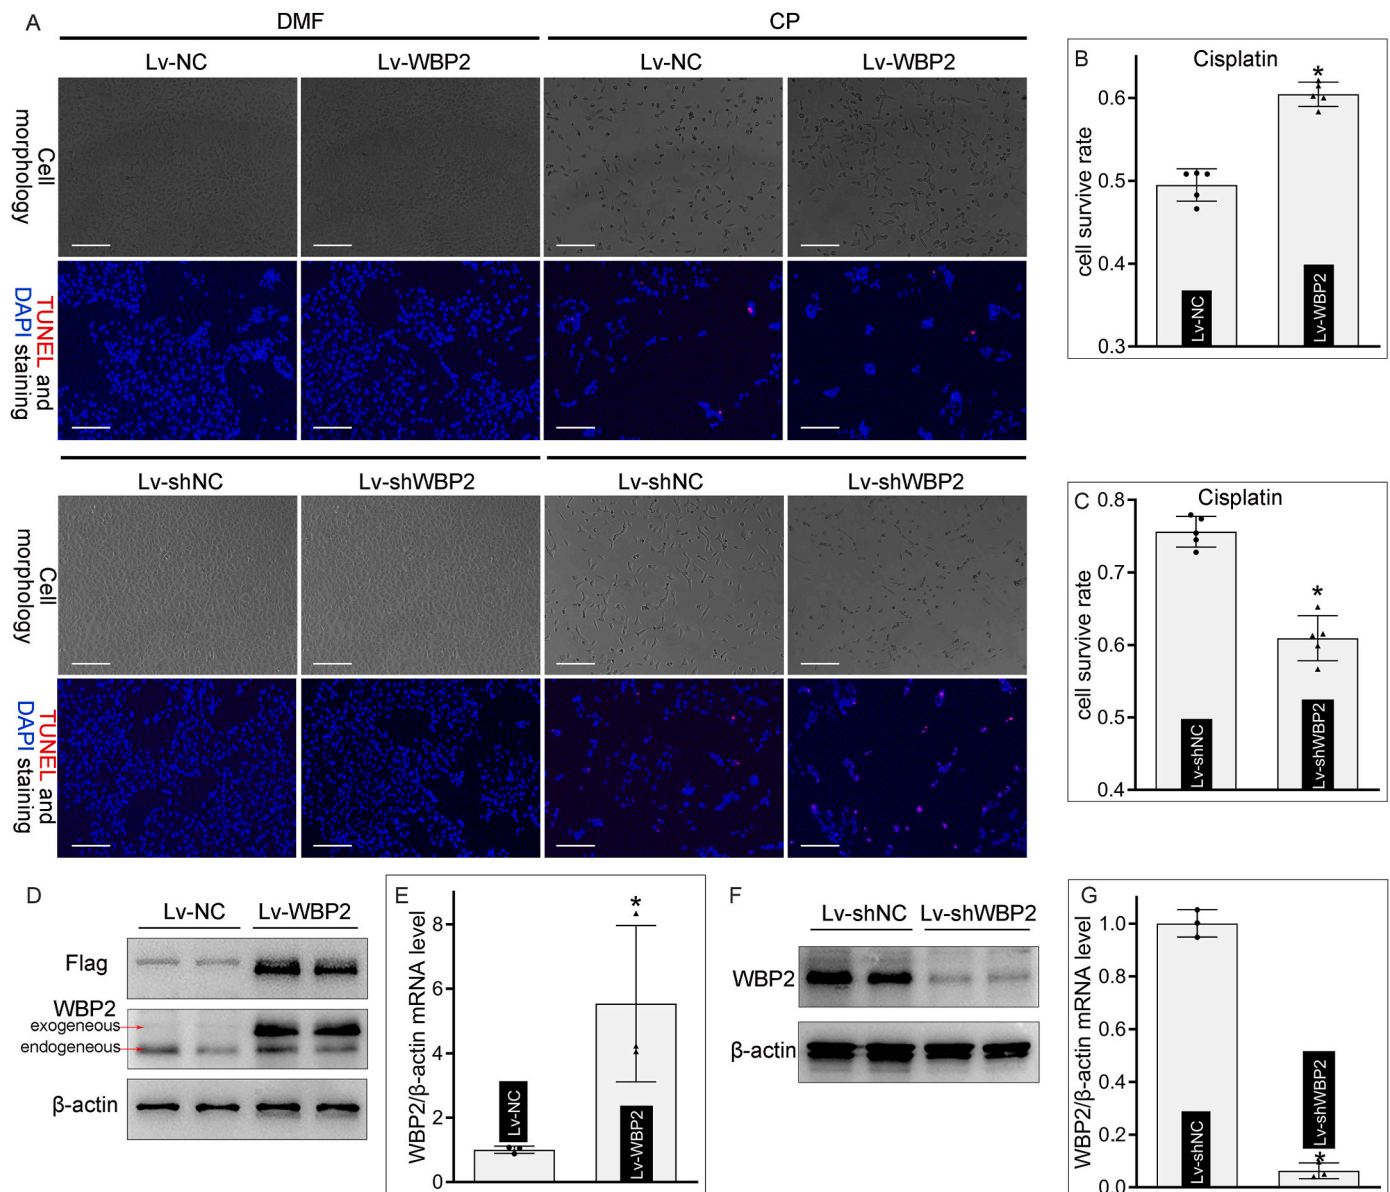 A
DMF
CP
Lv-NC
Lv-WBP2
Lv-NC
Lv-WBP2
Cell
morphology
TUNEL and
DAPI staining
Lv-shNC
Lv-shWBP2
Lv-shNC
Lv-shWBP2
Cell
morphology
TUNEL and
DAPI staining
B
Cisplatin
*
cell survive rate
0.6
0.5
0.4
0.3
Lv-NC
Lv-WBP2
C
Cisplatin
*
cell survive rate
0.8
0.7
0.6
0.5
0.4
Lv-shNC
Lv-shWBP2
D
Lv-NC
Lv-WBP2
Flag
WBP2
exogeneous
endogeneous
β-actin
E
*
WBP2/β-actin mRNA level
8
6
4
2
0
Lv-NC
Lv-WBP2
F
Lv-shNC
Lv-shWBP2
WBP2
β-actin
G
WBP2/β-actin mRNA level
1.0
0.8
0.6
0.4
0.2
0.0
Lv-shNC
Lv-shWBP2
*